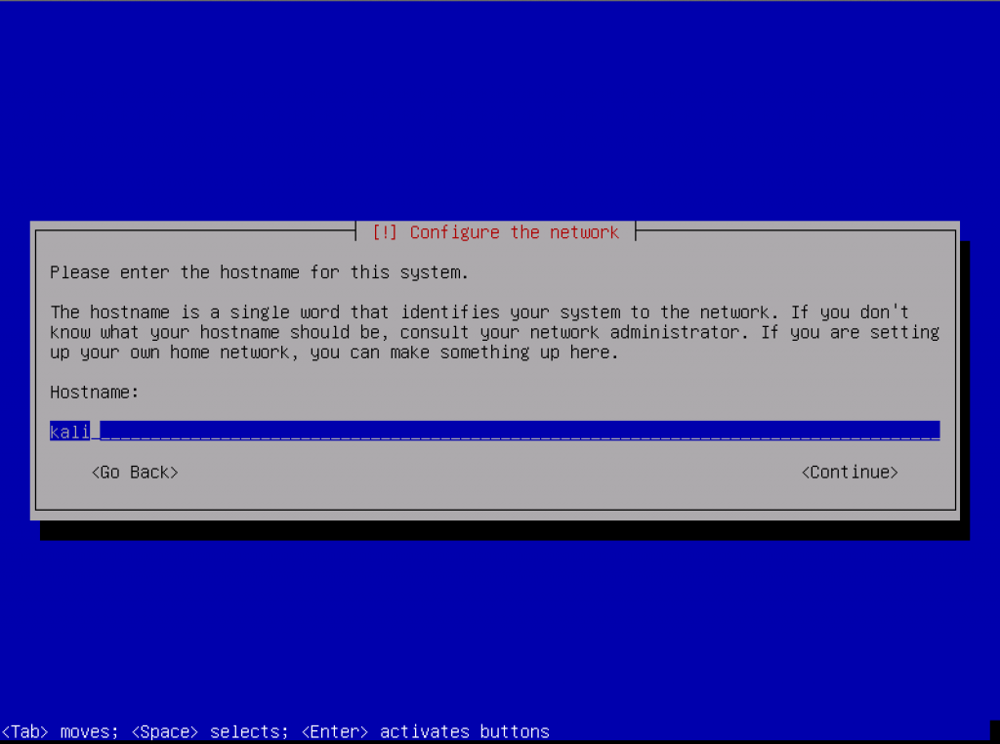 [!] Configure the network
Please enter the hostname for this system.
The hostname is a single word that identifies your system to the network. If you don't
know what your hostname should be, consult your network administrator. If you are setting
up your own home network, you can make something up here.
Hostname:
kali
<Go Back> <Continue>
<Tab> moves; <Space> selects; <Enter> activates buttons